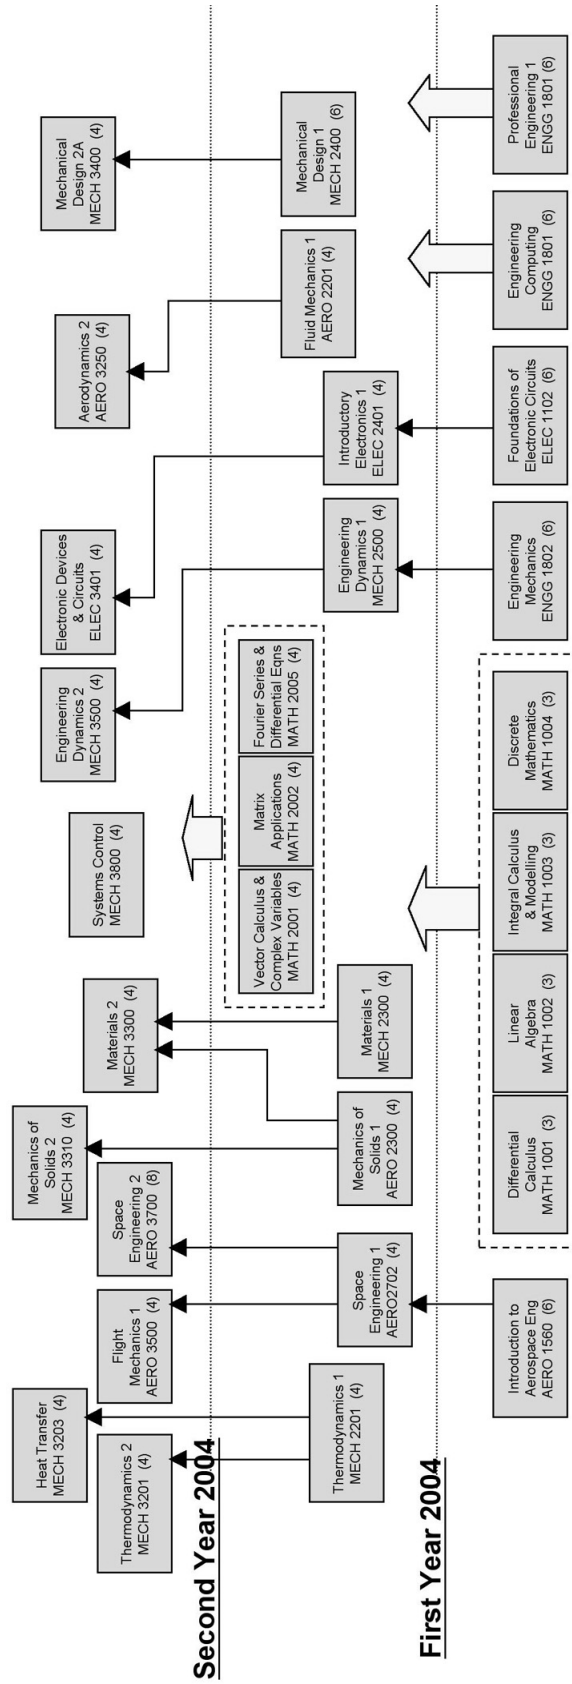 Heat Transfer
MECH 3203 (4)
Mechanics of
Solids 2
MECH 3310 (4)
Engineering
Dynamics 2
MECH 3500 (4)
Electronic Devices
& Circuits
ELEC 3401 (4)
Mechanical
Design 2A
MECH 3400 (4)
Systems Control
MECH 3800 (4)
Aerodynamics 2
AERO 3250 (4)
Materials 2
MECH 3300 (4)
Thermodynamics 2
MECH 3201 (4)
Flight
Mechanics 1
AERO 3500 (4)
Space
Engineering 2
AERO 3700 (8)
Second Year 2004
Vector Calculus &
Complex Variables
MATH 2001 (4)
Matrix
Applications
MATH 2002 (4)
Fourier Series &
Differential Eqns
MATH 2005 (4)
Fluid Mechanics 1
AERO 2201 (4)
Mechanical
Design 1
MECH 2400 (6)
Thermodynamics 1
MECH 2201 (4)
Space
Engineering 1
AERO2702 (4)
Mechanics of
Solids 1
AERO 2300 (4)
Materials 1
MECH 2300 (4)
Engineering
Dynamics 1
MECH 2500 (4)
Introductory
Electronics 1
ELEC 2401 (4)
First Year 2004
Introduction to
Aerospace Eng
AERO 1560 (6)
Differential
Calculus
MATH 1001 (3)
Linear
Algebra
MATH 1002 (3)
Integral Calculus
& Modelling
MATH 1003 (3)
Discrete
Mathematics
MATH 1004 (3)
Engineering
Mechanics
ENGG 1802 (6)
Foundations of
Electronic Circuits
ELEC 1102 (6)
Engineering
Computing
ENGG 1801 (6)
Professional
Engineering 1
ENGG 1801 (6)